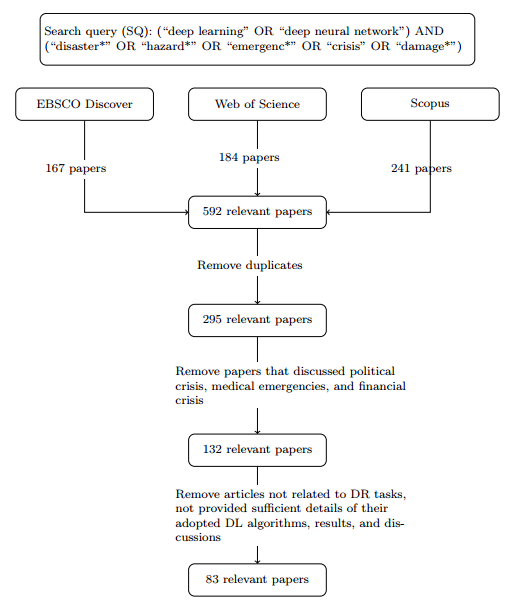 Search query (SQ): (“deep learning” OR “deep neural network”) AND
(“disaster*” OR “hazard*” OR “emergenc*” OR “crisis” OR “damage*”)
EBSCO Discover
Web of Science
Scopus
167 papers
184 papers
241 papers
592 relevant papers
Remove duplicates
295 relevant papers
Remove papers that discussed political
crisis, medical emergencies, and financial
crisis
132 relevant papers
Remove articles not related to DR tasks,
not provided sufficient details of their
adopted DL algorithms, results, and dis-
cussions
83 relevant papers